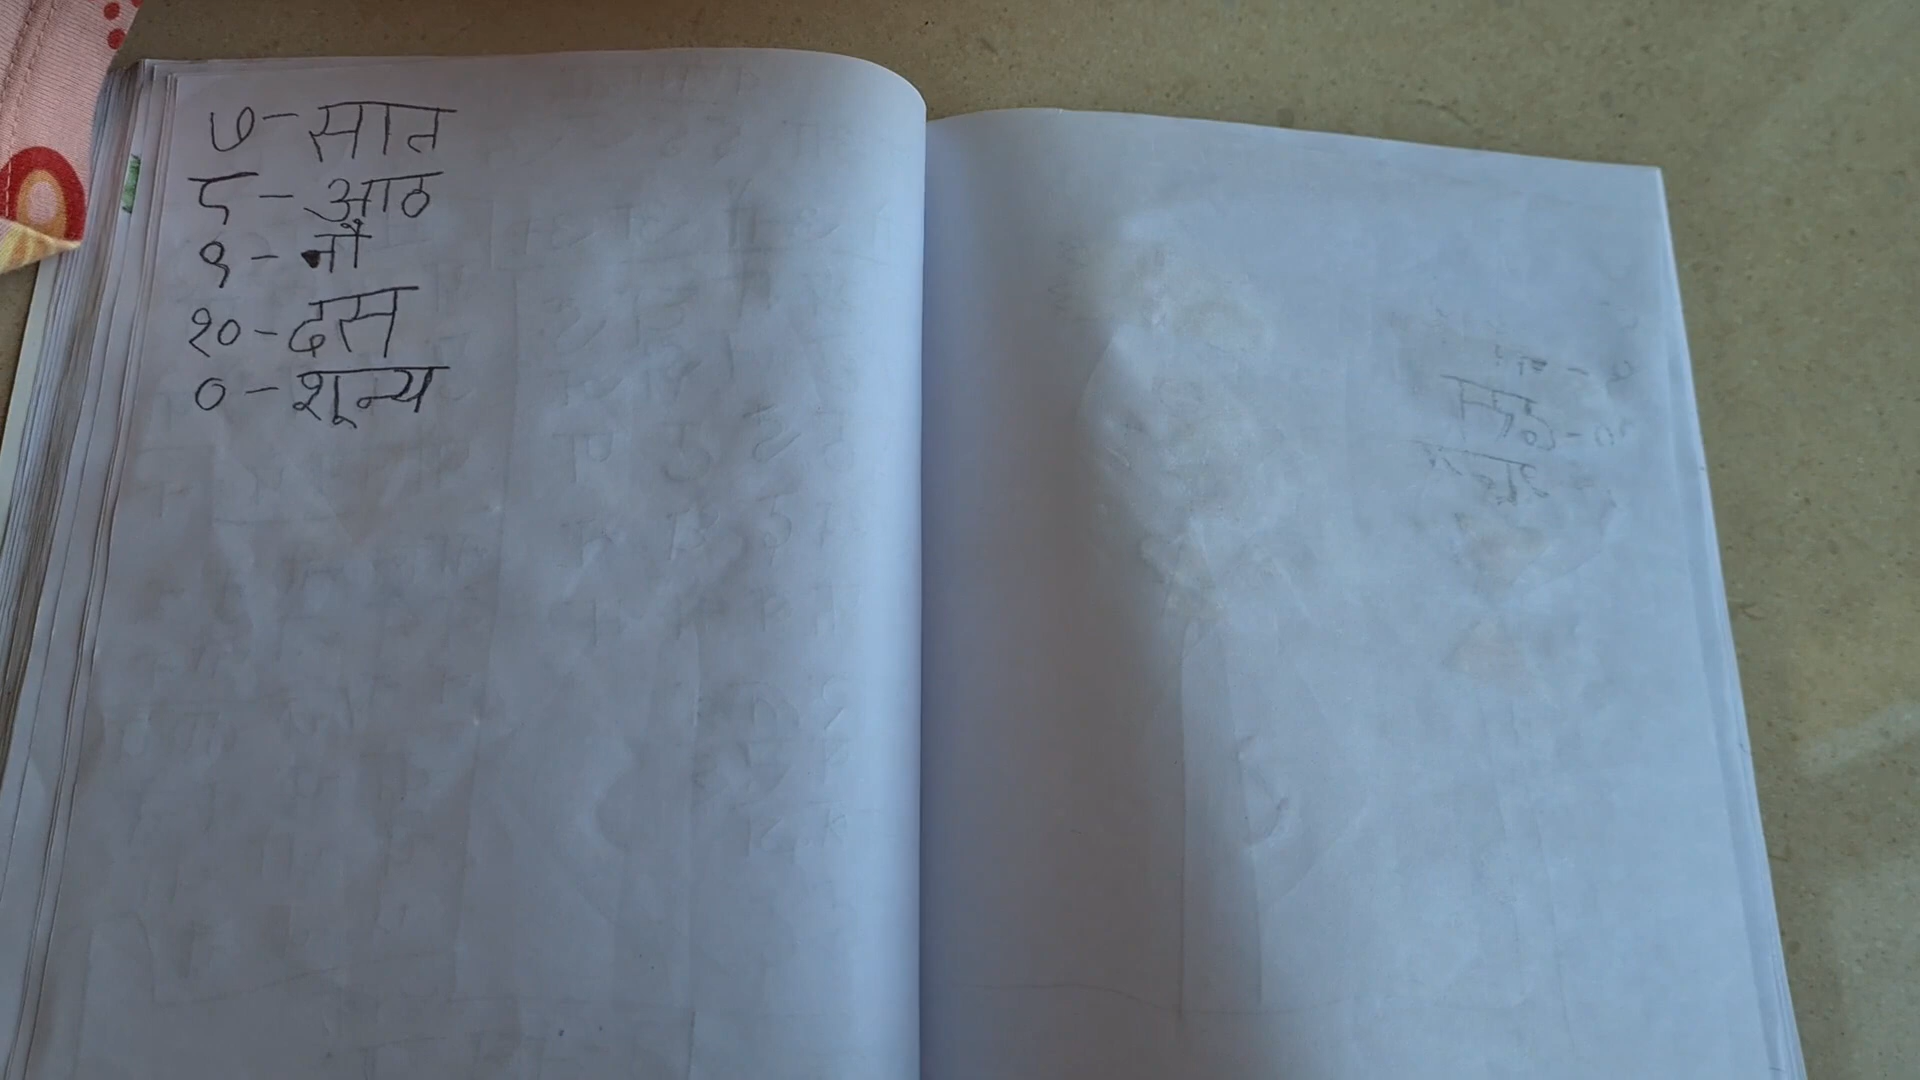 ७-सात
८-आठ
९-नौ
१०-दस
०-शून्य